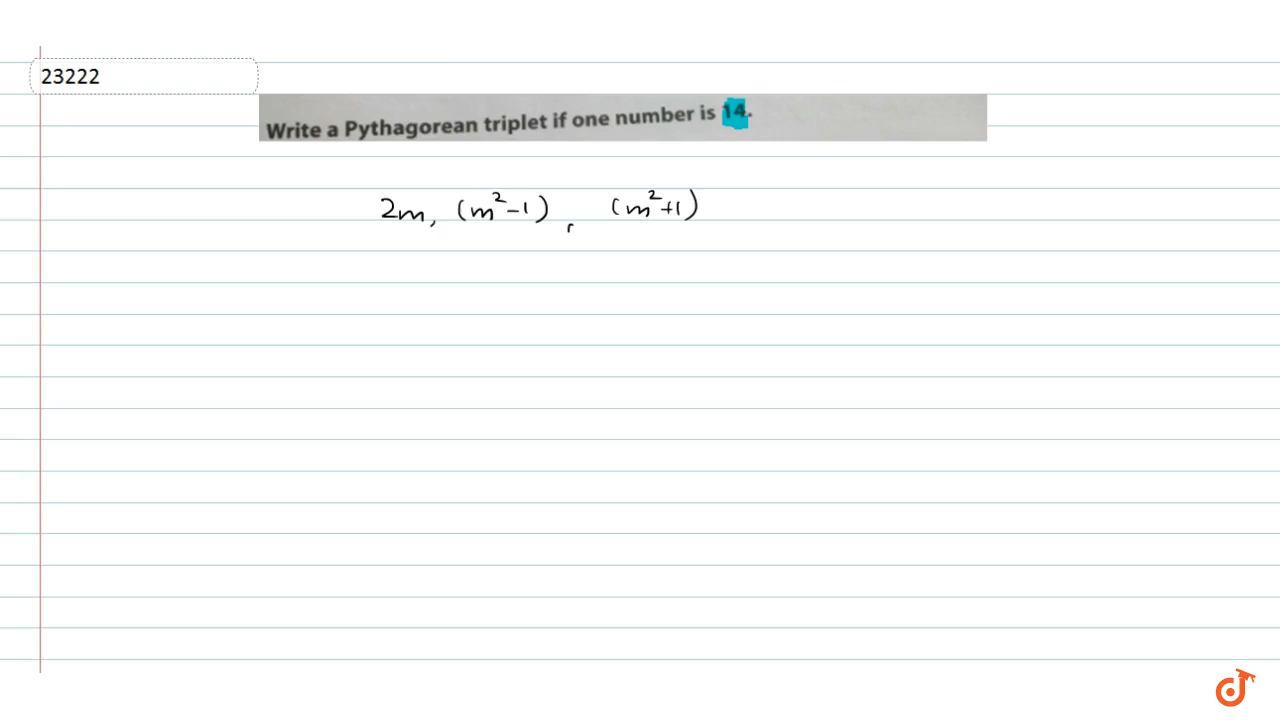 23222
Write a Pythagorean triplet if one number is 14.
2m, (m²-1), (m²+1)